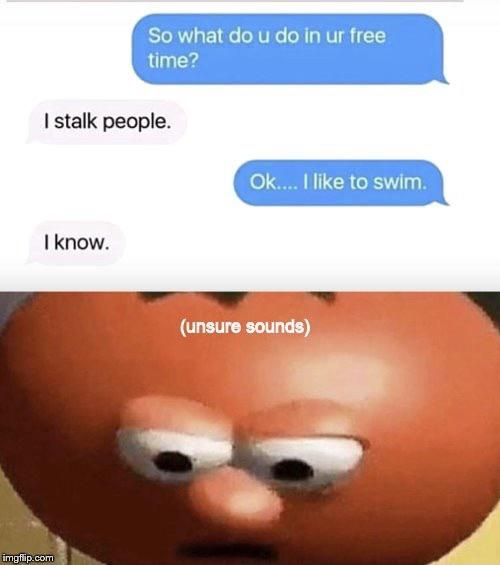 So what do u do in ur free
time?
I stalk people.
Ok.... I like to swim.
I know.
(unsure sounds)
imgflip.com